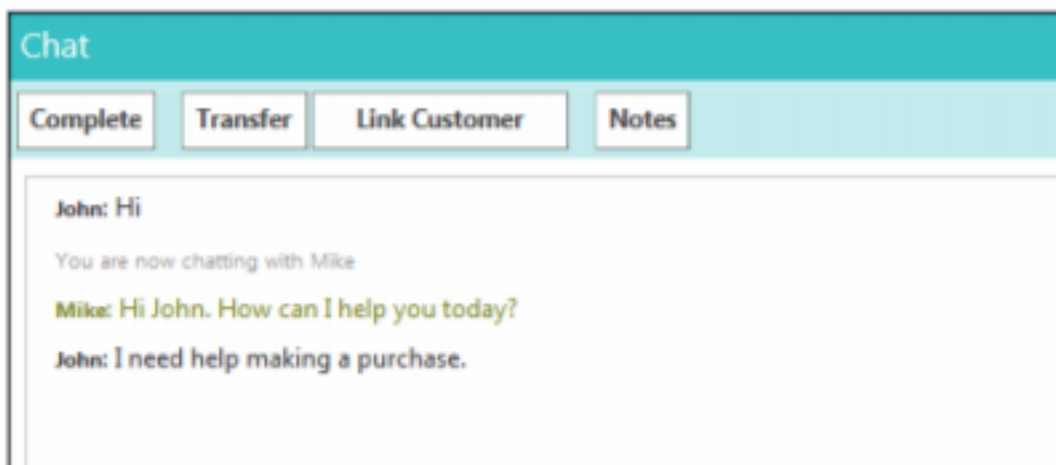 Chat
Complete Transfer Link Customer Notes
John: Hi
You are now chatting with Mike
Mike: Hi John. How can I help you today?
John: I need help making a purchase.